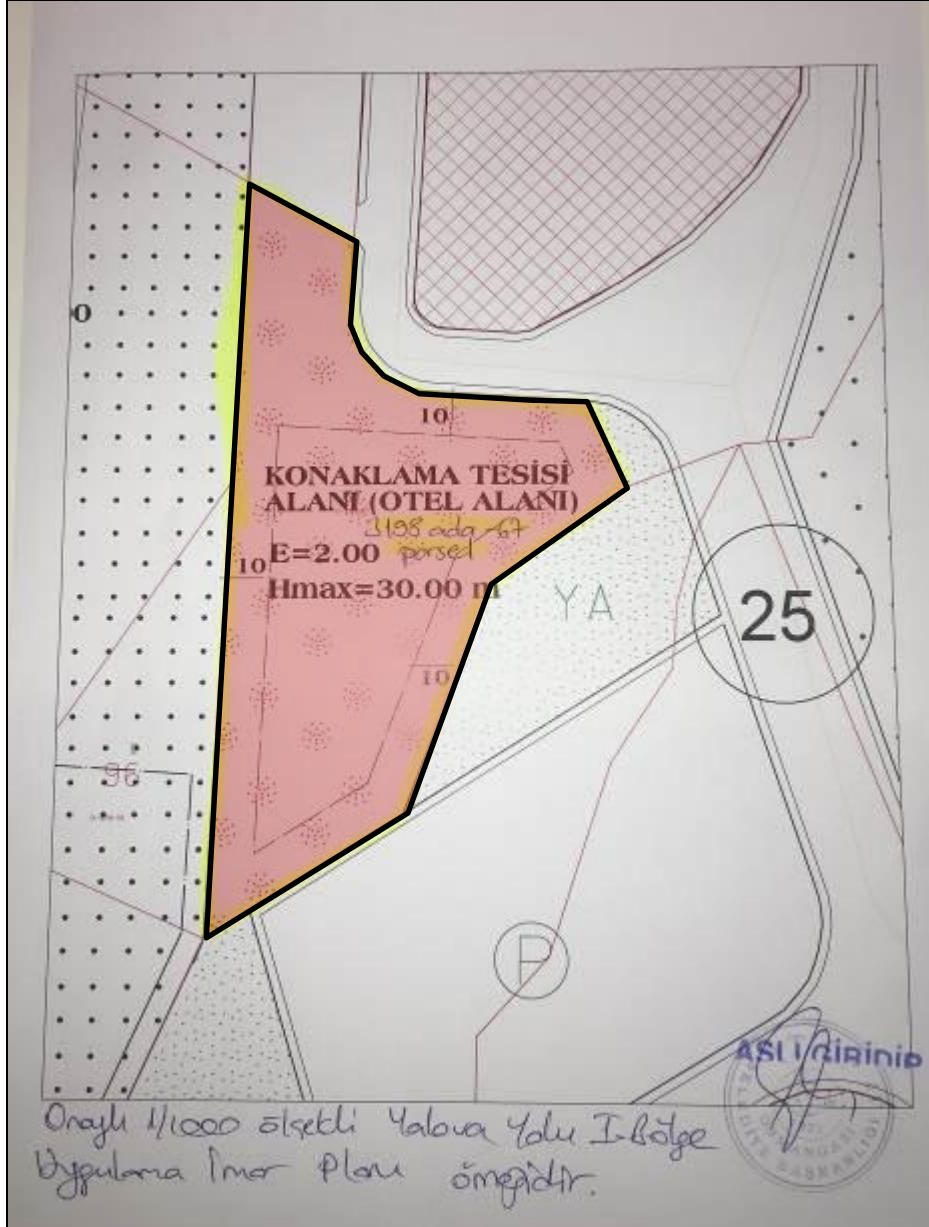 O
10
KONAKLAMA TESİSİ
ALANI (OTEL ALANI)
3198 ada 67
parsel
E=2.00
10
Hmax=30.00 m
YA
25
10
96
P
ASLI GİBİDİR
Onaylı 1/1000 ölçekli Yalova Yolu I. Bölge
Uygulama İmar Planı örneğidir.